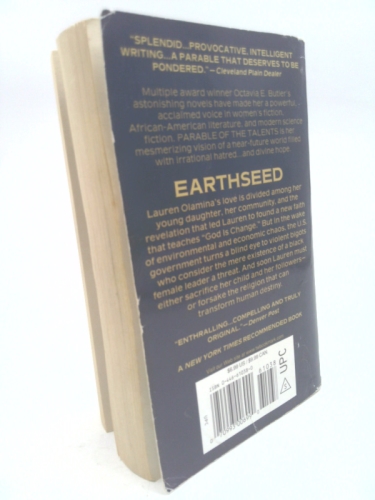 "SPLENDID...PROVOCATIVE, INTELLIGENT
WRITING...A PARABLE THAT DESERVES TO BE
PONDERED."—Cleveland Plain Dealer
Multiple award winner Octavia E. Butler's
astonishing novels have made her a powerful,
acclaimed voice in women's fiction,
African-American literature, and modern science
fiction. PARABLE OF THE TALENTS is her
mesmerizing vision of a near-future world filled
with irrational hatred...and divine hope.
EARTHSEED
Lauren Olamina's love is divided among her
young daughter, her community, and the
revelation that led Lauren to found a new faith
that teaches "God Is Change." But in the wake
of environmental and economic chaos, the U.S.
government turns a blind eye to violent bigots
who consider the mere existence of a black
female leader a threat. And soon Lauren must
either sacrifice her child and her followers—
or forsake the religion that can
transform human destiny.
"ENTHRALLING...COMPELLING AND TRULY
ORIGINAL."—Denver Post
A NEW YORK TIMES RECOMMENDED BOOK
UPC